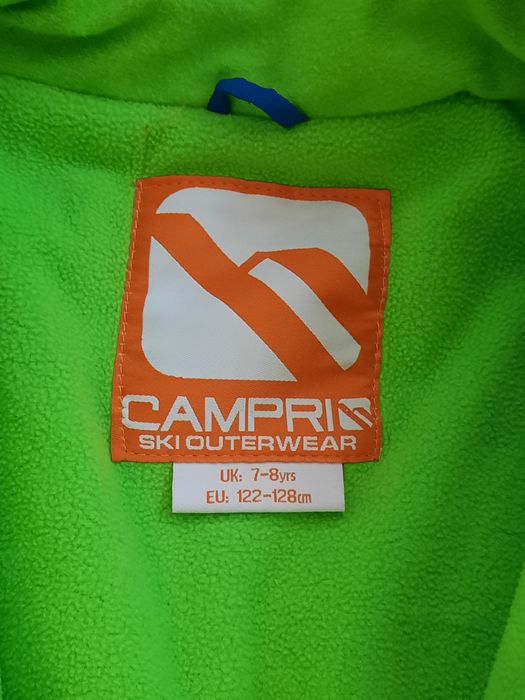 CAMPRI
SKI OUTERWEAR
UK: 7-8yrs
EU: 122-128cm